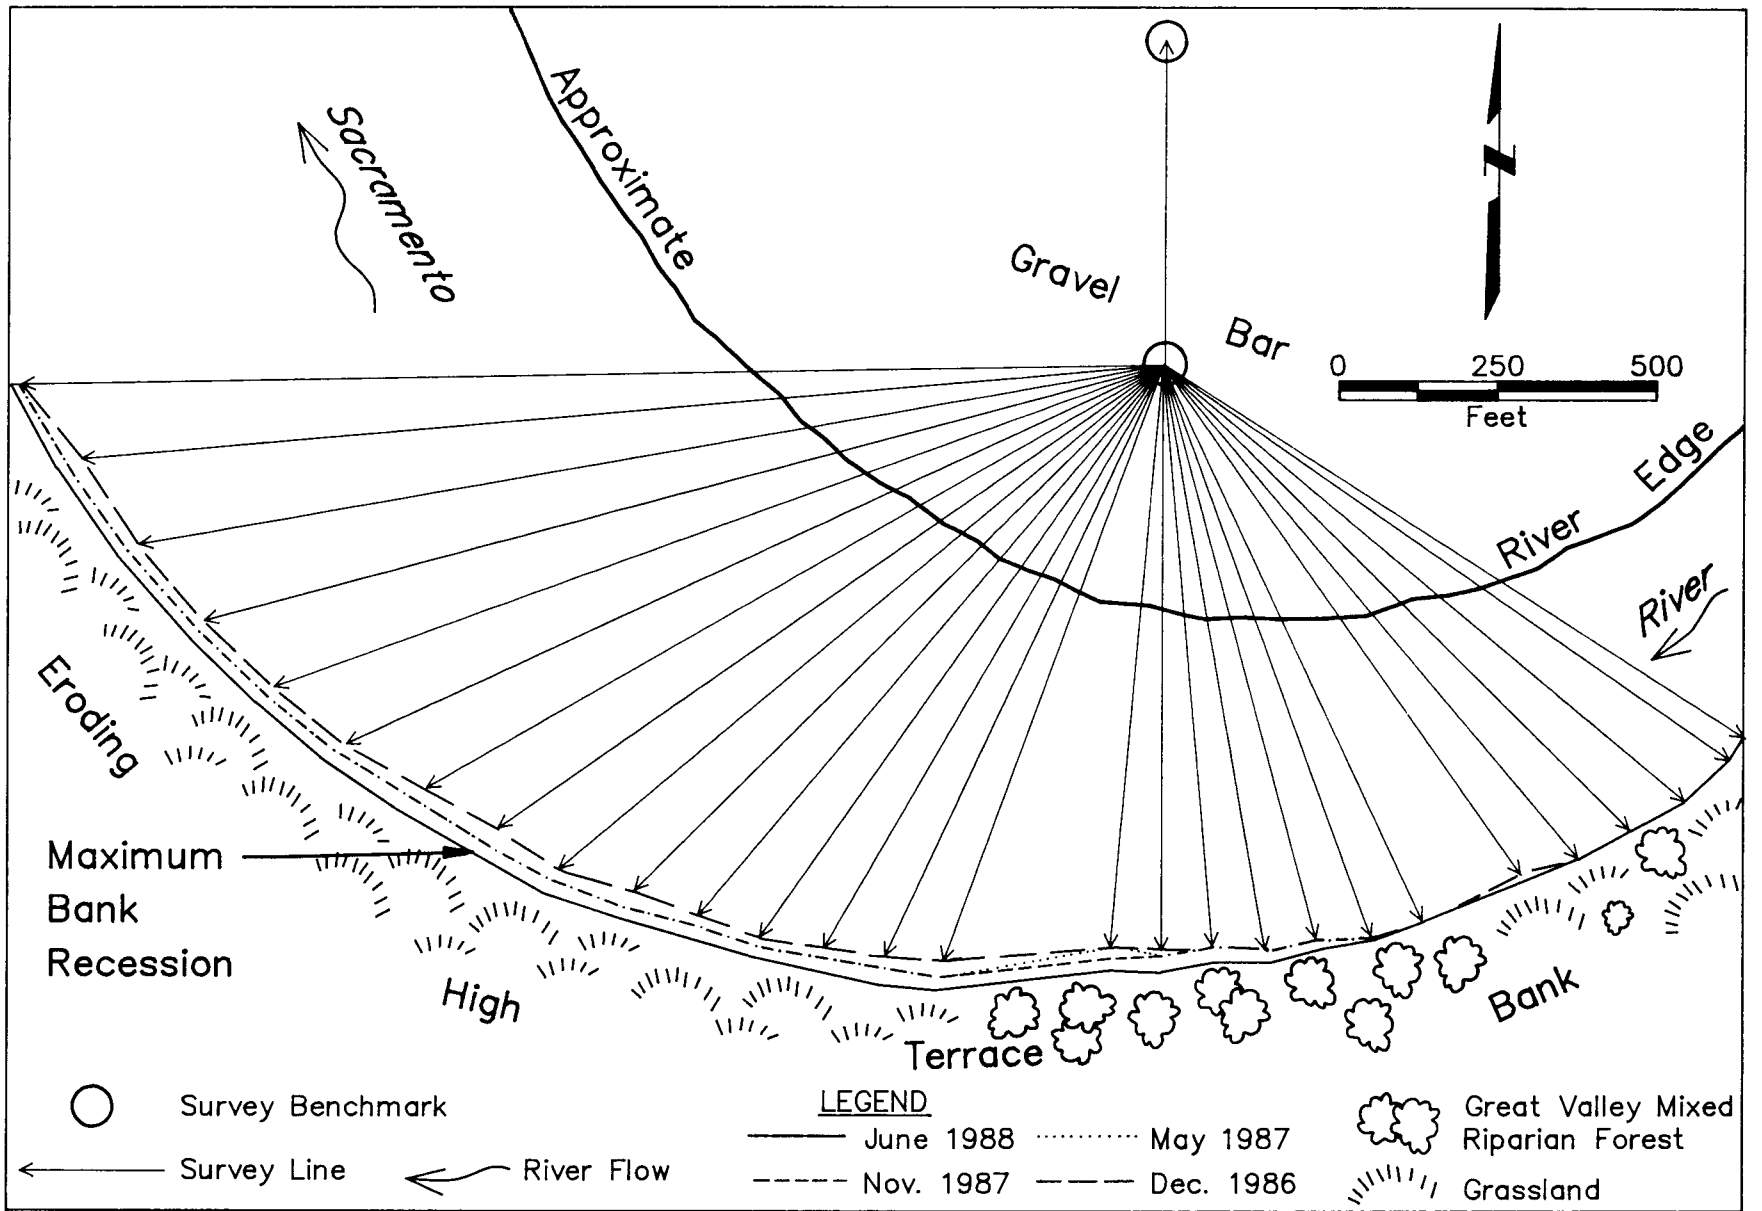 Sacramento
Approximate
Gravel
Bar
N
0 250 500
Feet
Edge
River
River
Eroding
Maximum
Bank
Recession
High
Terrace
Bank
LEGEND
Survey Benchmark
Survey Line
River Flow
June 1988
Nov. 1987
May 1987
Dec. 1986
Great Valley Mixed
Riparian Forest
Grassland